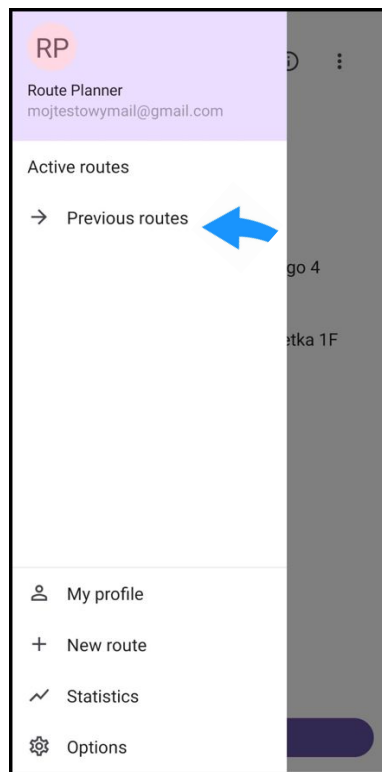 RP
Route Planner
mojtestowymail@gmail.com
Active routes
Previous routes
go 4
etka 1F
My profile
New route
Statistics
Options